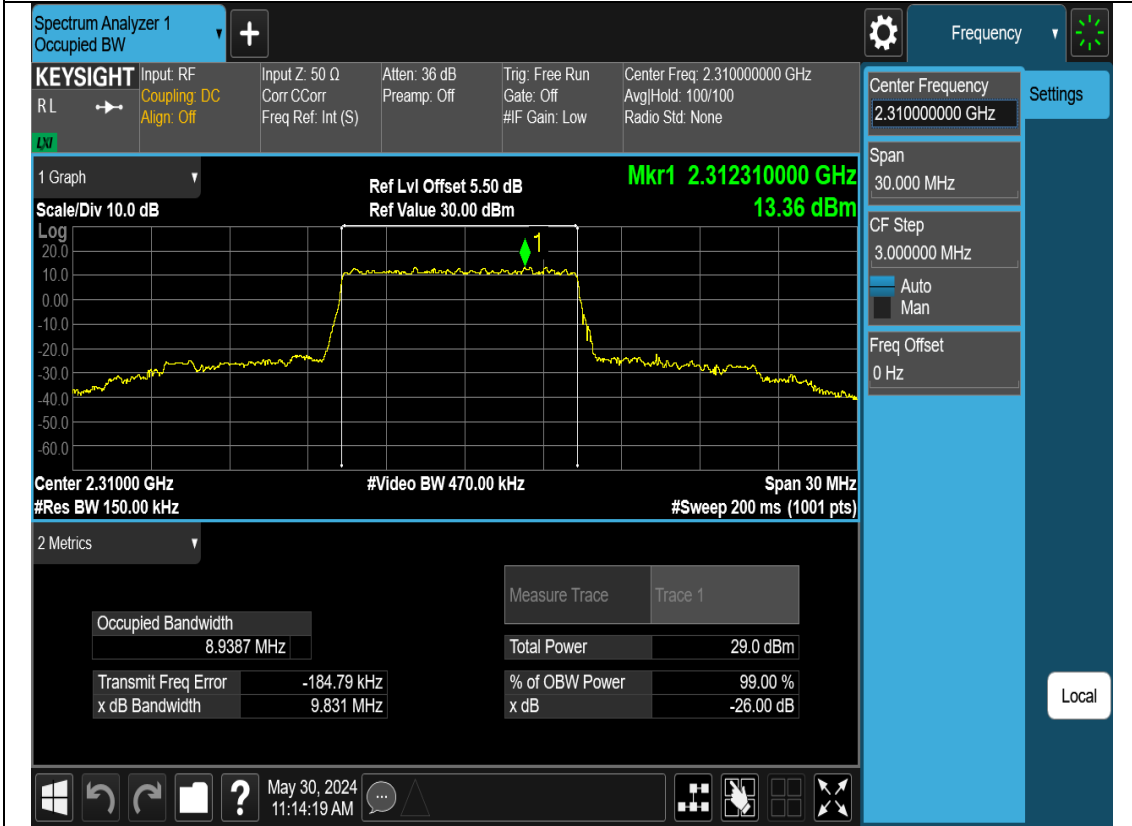 Spectrum Analyzer 1
Occupied BW
+
Frequency
KEYSIGHT
RL
LXI
Input: RF
Coupling: DC
Align: Off
Input Z: 50 Ω
Corr CCorr
Freq Ref: Int (S)
Atten: 36 dB
Preamp: Off
Trig: Free Run
Gate: Off
#IF Gain: Low
Center Freq: 2.310000000 GHz
Avg|Hold: 100/100
Radio Std: None
Center Frequency
2.310000000 GHz
Settings
Span
30.000 MHz
CF Step
3.000000 MHz
Auto
Man
Freq Offset
0 Hz
Local
1 Graph
Scale/Div 10.0 dB
Ref Lvl Offset 5.50 dB
Ref Value 30.00 dBm
Mkr1 2.312310000 GHz
13.36 dBm
Log
1
20.0
10.0
0.00
-10.0
-20.0
-30.0
-40.0
-50.0
-60.0
Center 2.31000 GHz
#Video BW 470.00 kHz
Span 30 MHz
#Res BW 150.00 kHz
#Sweep 200 ms (1001 pts)
2 Metrics
Measure Trace Trace 1
Occupied Bandwidth
8.9387 MHz
Total Power 29.0 dBm
Transmit Freq Error -184.79 kHz
% of OBW Power 99.00 %
x dB Bandwidth 9.831 MHz
x dB -26.00 dB
?
May 30, 2024
11:14:19 AM